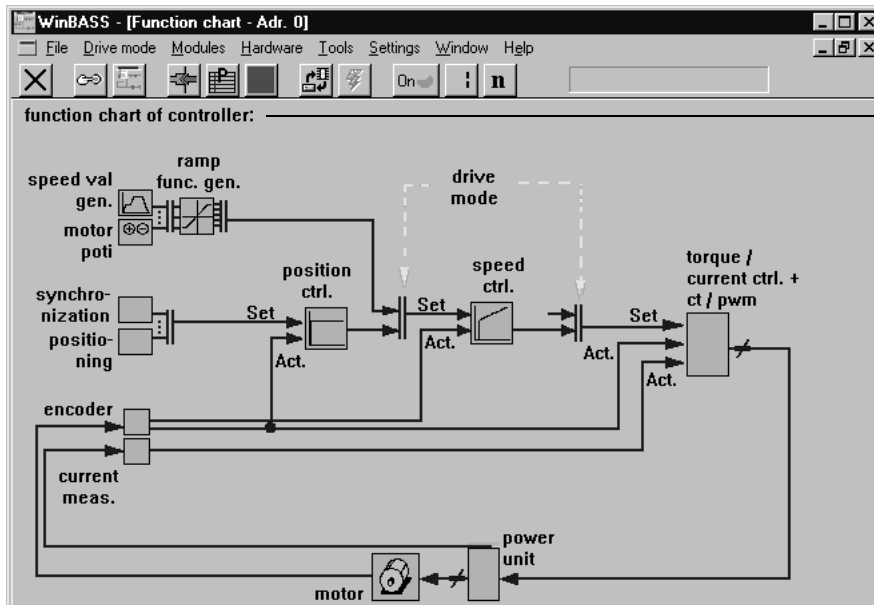 WinBASS - [Function chart - Adr. 0]
File Drive mode Modules Hardware Tools Settings Window Help
P On n
function chart of controller:
ramp
func. gen.
speed val
gen.
motor
poti
drive
mode
position
ctrl.
speed
ctrl.
torque /
current ctrl. +
ct / pwm
synchro-
nization
positio-
ning
Set
Act.
Set
Act.
Set
Act.
encoder
current
meas.
power
unit
motor